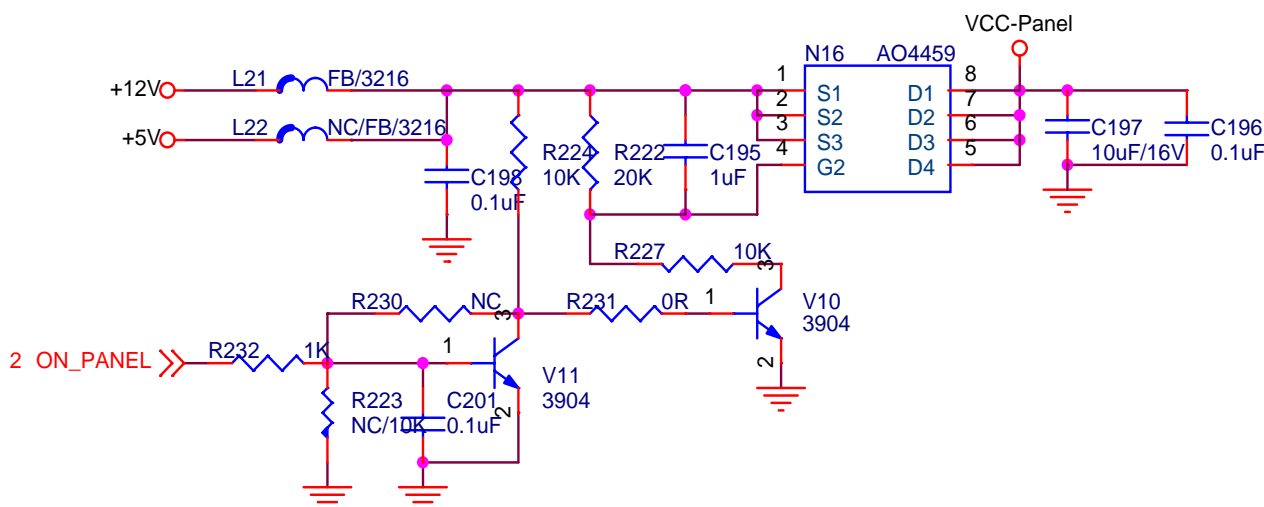 VCC-Panel
N16 AO4459
+12V L21 FB/3216
+5V L22 NC/FB/3216
1 S1 D1 8
2 S2 D2 7
3 S3 D3 6
4 G2 D4 5
C197
10uF/16V
C196
0.1uF
R224
10K
R222
20K
C195
1uF
C198
0.1uF
R227 10K
3
R230 NC
3
R231 0R
1
V10
3904
2
2 ON_PANEL R232 1K
1
V11
3904
2
R223
NC/10K
C201
0.1uF